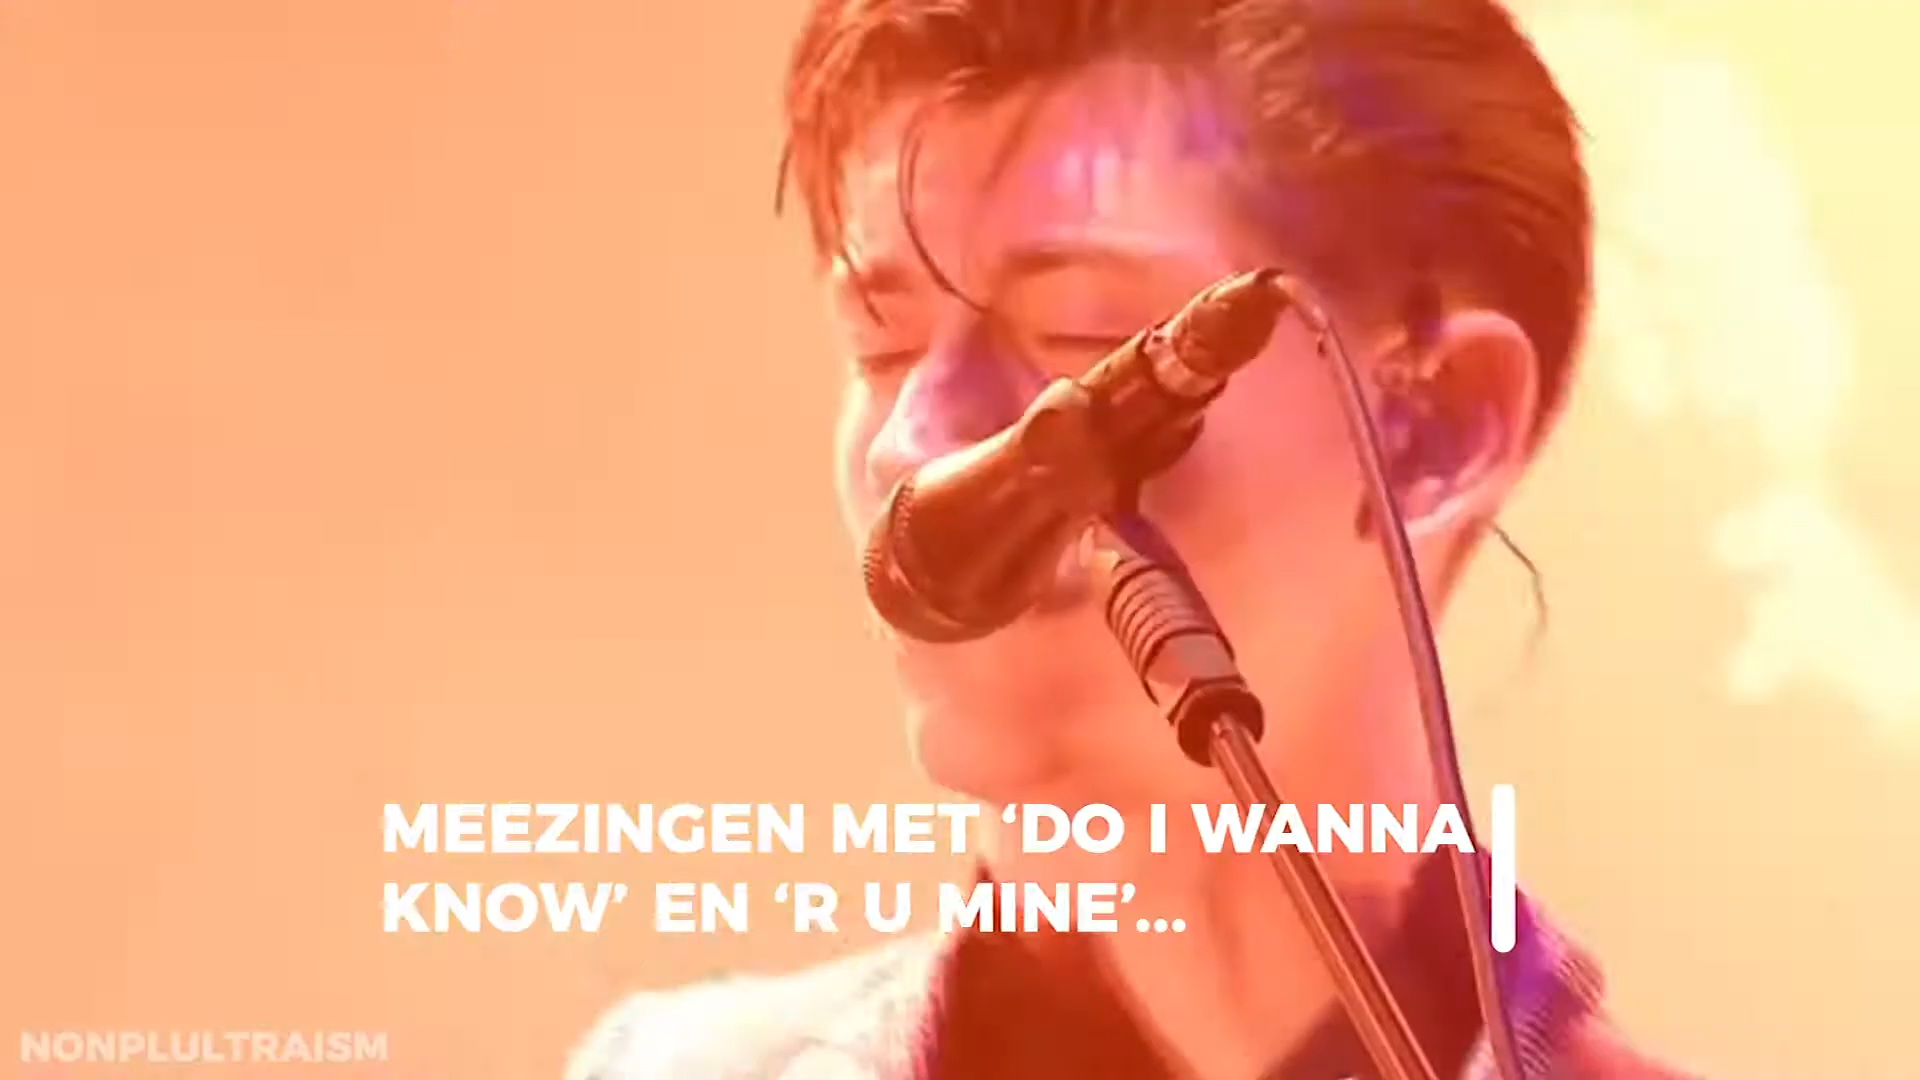 MEEZINGEN MET ‘DO I WANNA
KNOW’ EN ‘R U MINE’...
NONPLULTRAISM